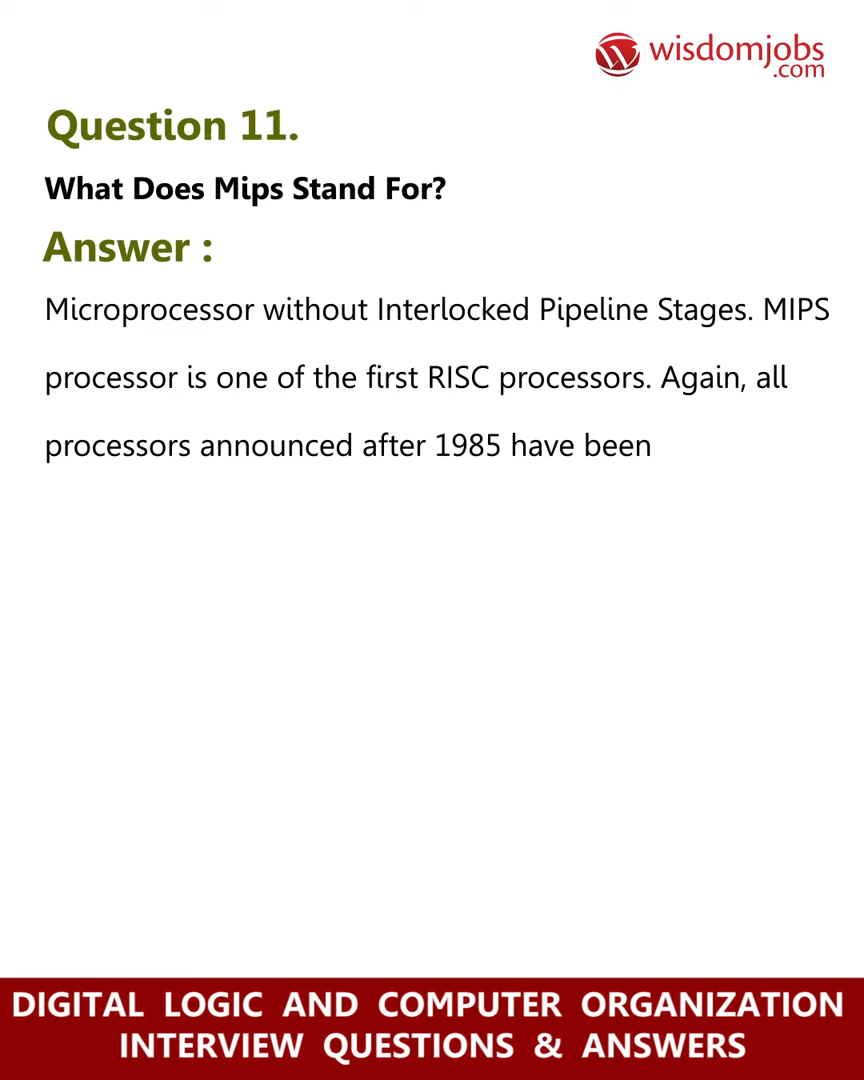 wisdomjobs
.com
Question 11.
What Does Mips Stand For?
Answer :
Microprocessor without Interlocked Pipeline Stages. MIPS
processor is one of the first RISC processors. Again, all
processors announced after 1985 have been
DIGITAL LOGIC AND COMPUTER ORGANIZATION
INTERVIEW QUESTIONS & ANSWERS